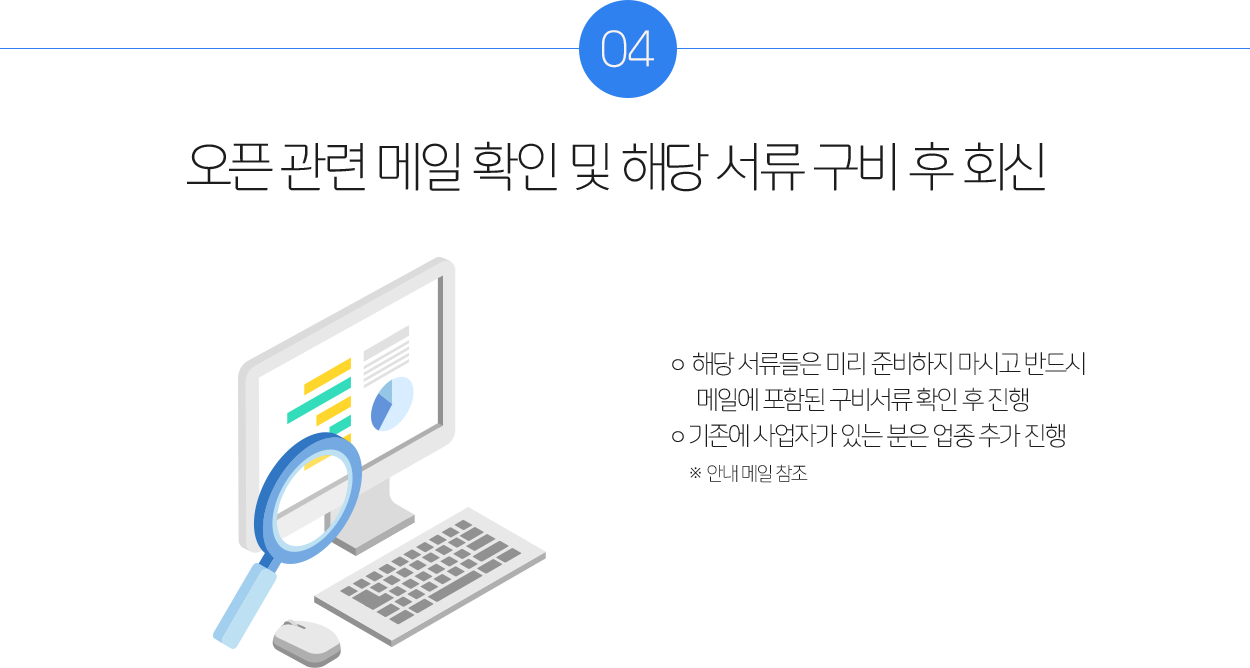 04
오픈 관련 메일 확인 및 해당 서류 구비 후 회신
ㅇ 해당 서류들은 미리 준비하지 마시고 반드시
메일에 포함된 구비서류 확인 후 진행
ㅇ 기존에 사업자가 있는 분은 업종 추가 진행
※ 안내 메일 참조